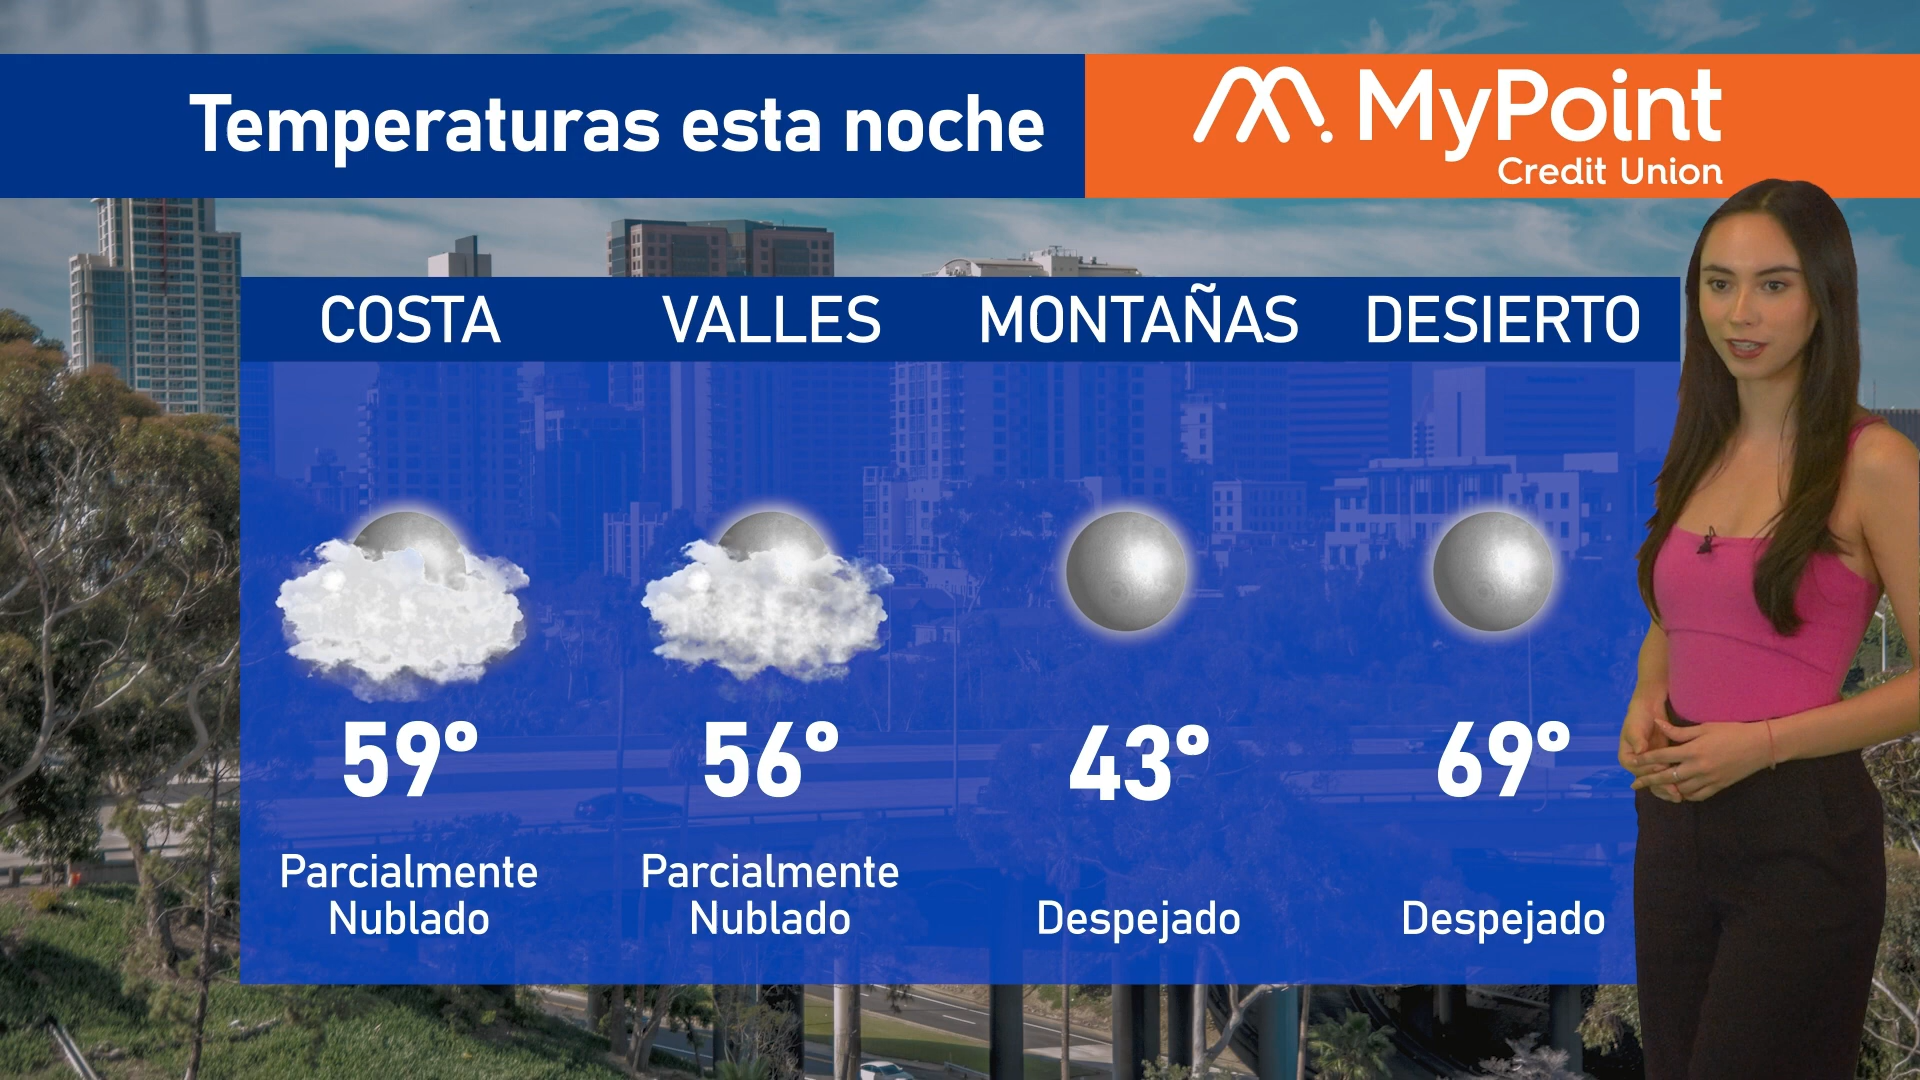 Temperaturas esta noche
MyPoint
Credit Union
COSTA VALLES MONTAÑAS DESIERTO
59° 56° 43° 69°
Parcialmente Parcialmente
Nublado Nublado Despejado Despejado